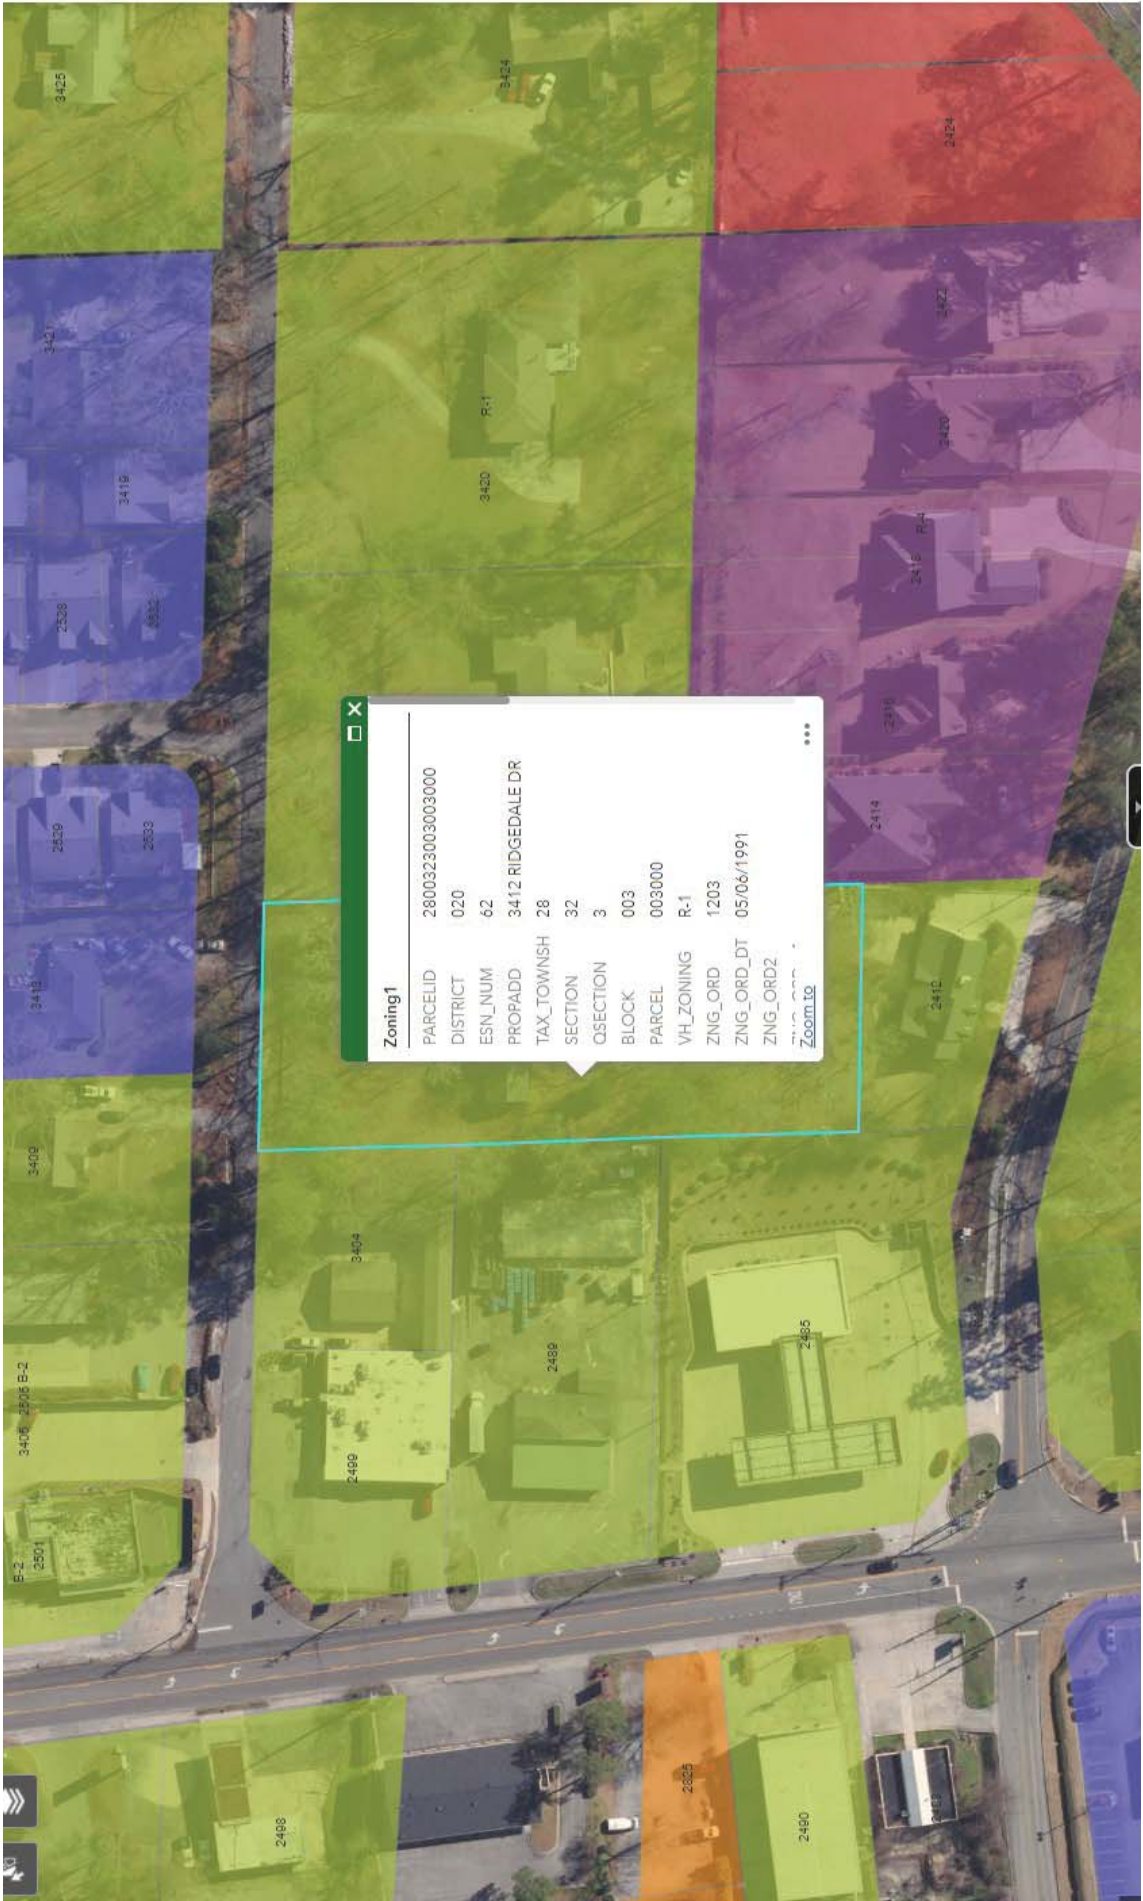 Zoning1
PARCELID 2800323003003000
DISTRICT 020
ESN_NUM 62
PROPADD 3412 RIDGEDALE DR
TAX_TOWNSH 28
SECTION 32
QSECTION 3
BLOCK 003
PARCEL 003000
VH_ZONING R-1
ZNG_ORD 1203
ZNG_ORD_DT 05/06/1991
ZNG_ORD2
Zoom to
B-2
2501
3405 2505 B-2
3409
2529
2533
2528
3419
3421
3425
2498
2499
3404
3420
R-1
3424
2489
2485
2412
2414
2416
2418
R-4
2420
2422
2424
2825
2490